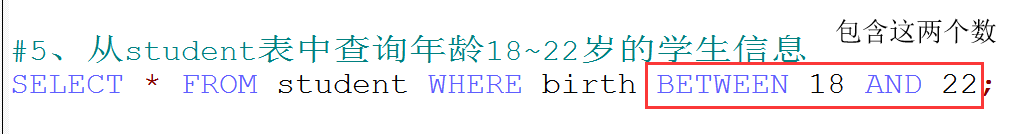 包含这两个数
#5、从student表中查询年龄18~22岁的学生信息
SELECT * FROM student WHERE birth BETWEEN 18 AND 22;